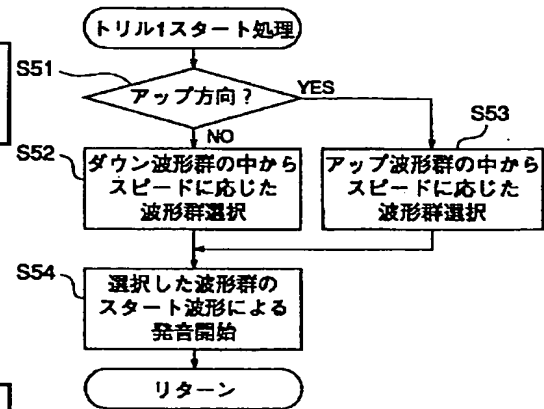 トリル1スタート処理
S51
アップ方向?
YES
NO
S53
S52
ダウン波形群の中から
スピードに応じた
波形群選択
アップ波形群の中から
スピードに応じた
波形群選択
S54
選択した波形群の
スタート波形による
発音開始
リターン